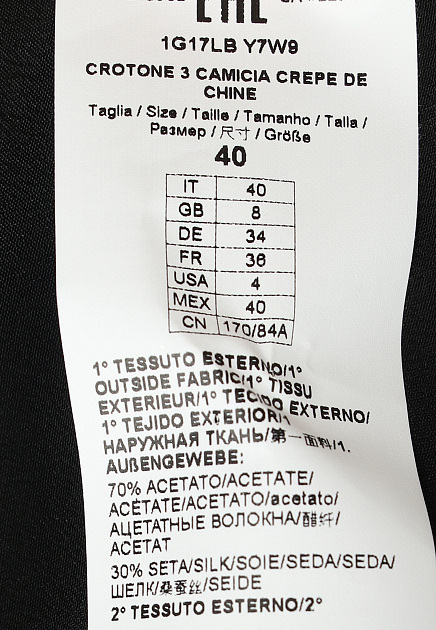 1G17LB Y7W9
CROTONE 3 CAMICIA CREPE DE
CHINE
Taglia / Size / Taille / Tamanho / Talla /
Размер / 尺寸 / Größe
40
IT 40
GB 8
DE 34
FR 36
USA 4
MEX 40
CN 170/84A
1° TESSUTO ESTERNO/1°
OUTSIDE FABRIC/1° TISSU
EXTERIEUR/1° TECIDO EXTERNO/
1° TEJIDO EXTERIOR/1
НАРУЖНАЯ ТКАНЬ/第一面料/1.
AUßENGEWEBE:
70% ACETATO/ACETATE/
ACÉTATE/ACETATO/acetato/
АЦЕТАТНЫЕ ВОЛОКНА/醋纤/
ACETAT
30% SETA/SILK/SOIE/SEDA/SEDA/
ШЕЛК/桑蚕丝/SEIDE
2° TESSUTO ESTERNO/2°